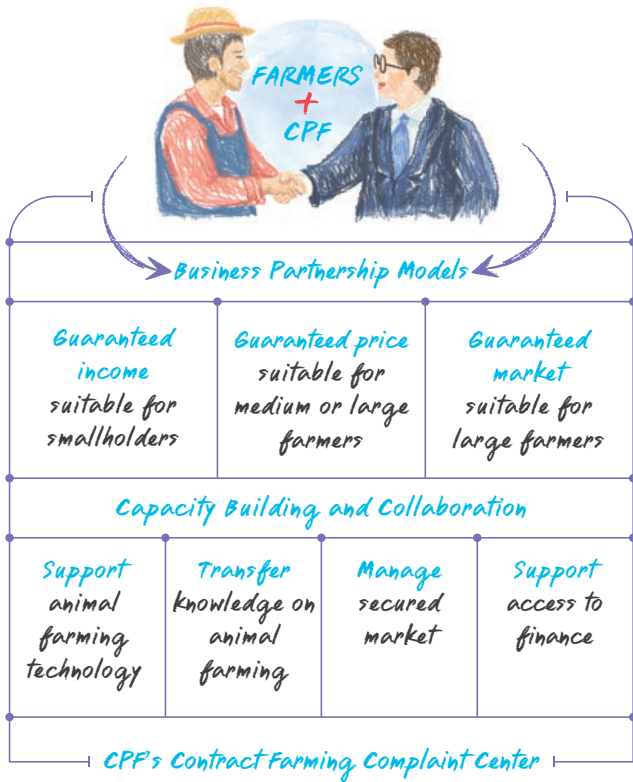 FARMERS
+
CPF
Business Partnership Models
Guaranteed
income
suitable for
smallholders
Guaranteed price
suitable for
medium or large
farmers
Guaranteed
market
suitable for
large farmers
Capacity Building and Collaboration
Support
animal
farming
technology
Transfer
knowledge on
animal
farming
Manage
secured
market
Support
access to
finance
CPF's Contract Farming Complaint Center